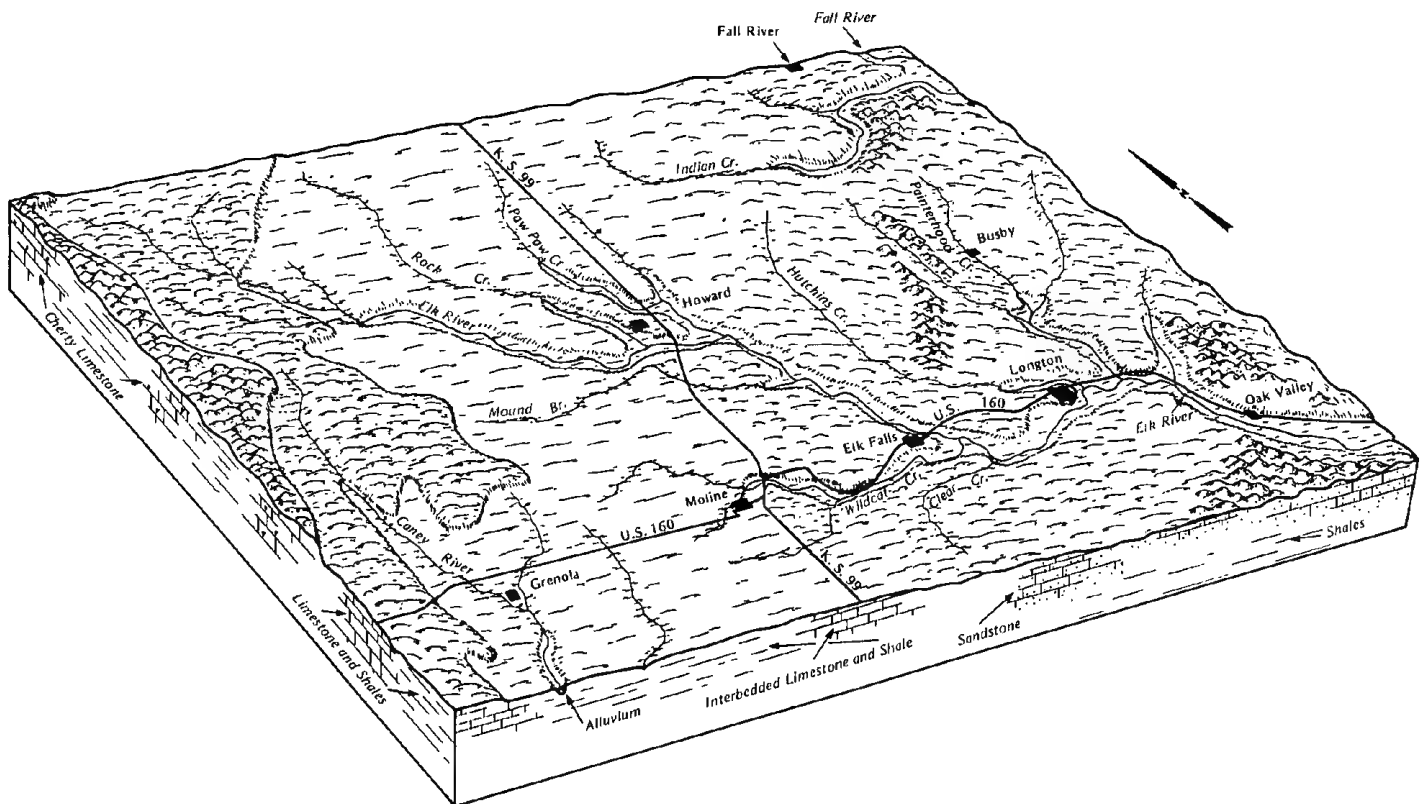 Fall River
Fall River
K. S. 99
Indian Cr.
Paw Paw Cr.
Rock
Cr.
Painterhood
Cr.
Busby
Howard
Hutchins Cr.
Elk River
Cherty Limestone
Longton
Mound Br.
U.S. 160
Oak Valley
Elk River
Elk Falls
Moline
Wildcat Cr.
Clear Cr.
Caney
River
U.S. 160
K. S. 99
Shales
Grenola
Sandstone
Limestone and Shales
Interbedded Limestone and Shale
Alluvium